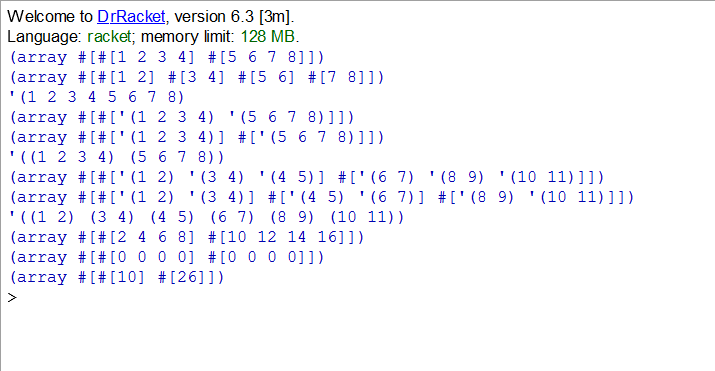 Welcome to DrRacket, version 6.3 [3m].
Language: racket; memory limit: 128 MB.
(array #[#[1 2 3 4] #[5 6 7 8]])
(array #[#[1 2] #[3 4] #[5 6] #[7 8]])
'(1 2 3 4 5 6 7 8)
(array #[#['(1 2 3 4) '(5 6 7 8)]])
(array #[#['(1 2 3 4)] #['(5 6 7 8)]])
'((1 2 3 4) (5 6 7 8))
(array #[#['(1 2) '(3 4) '(4 5)] #['(6 7) '(8 9) '(10 11)]])
(array #[#['(1 2) '(3 4)] #['(4 5) '(6 7)] #['(8 9) '(10 11)]])
'((1 2) (3 4) (4 5) (6 7) (8 9) (10 11))
(array #[#[2 4 6 8] #[10 12 14 16]])
(array #[#[0 0 0 0] #[0 0 0 0]])
(array #[#[10] #[26]])
>